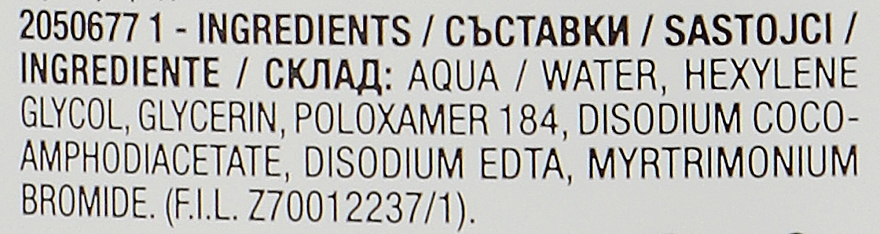 2050677 1 - INGREDIENTS / СЪСТАВКИ / SASTOJCI /
INGREDIENTE / СКЛАД: AQUA / WATER, HEXYLENE
GLYCOL, GLYCERIN, POLOXAMER 184, DISODIUM COCO-
AMPHODIACETATE, DISODIUM EDTA, MYRTRIMONIUM
BROMIDE. (F.I.L. Z70012237/1).